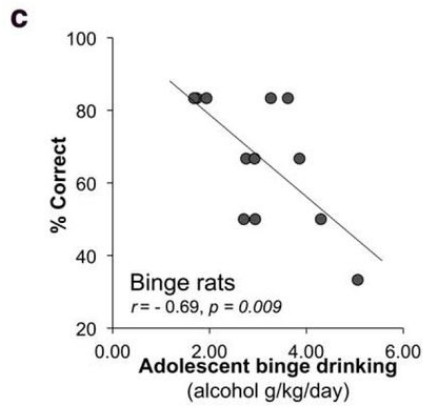 c
100
80
60
40
20
% Correct
Binge rats
r = - 0.69, p = 0.009
0.00 2.00 4.00 6.00
Adolescent binge drinking
(alcohol g/kg/day)